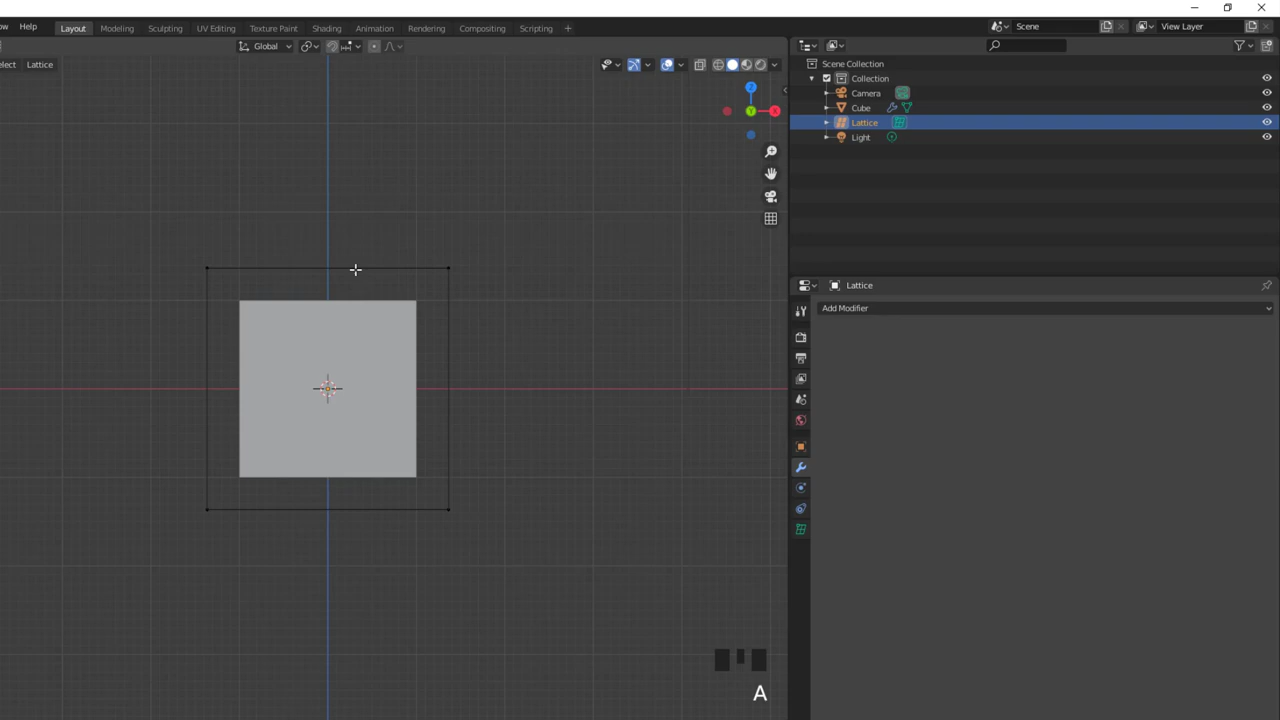 ow Help Layout Modeling Sculpting UV Editing Texture Paint Shading Animation Rendering Compositing Scripting + Scene View Layer
Global
elect Lattice
Z
Y X
Scene Collection
Collection
Camera
Cube
Lattice
Light
Lattice
Add Modifier
A